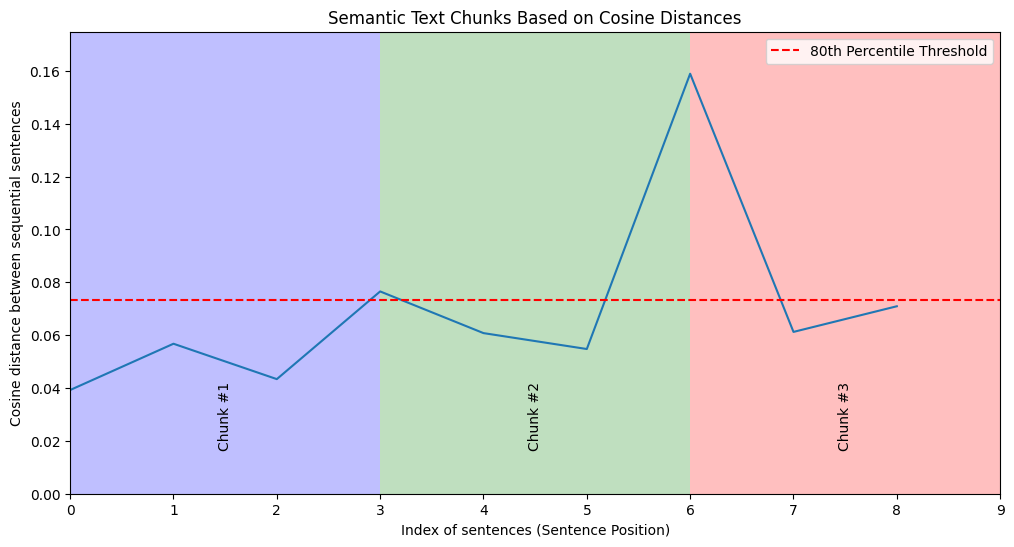 Semantic Text Chunks Based on Cosine Distances
80th Percentile Threshold
Cosine distance between sequential sentences
0.16
0.14
0.12
0.10
0.08
0.06
0.04
0.02
0.00
Chunk #1
Chunk #2
Chunk #3
0 1 2 3 4 5 6 7 8 9
Index of sentences (Sentence Position)